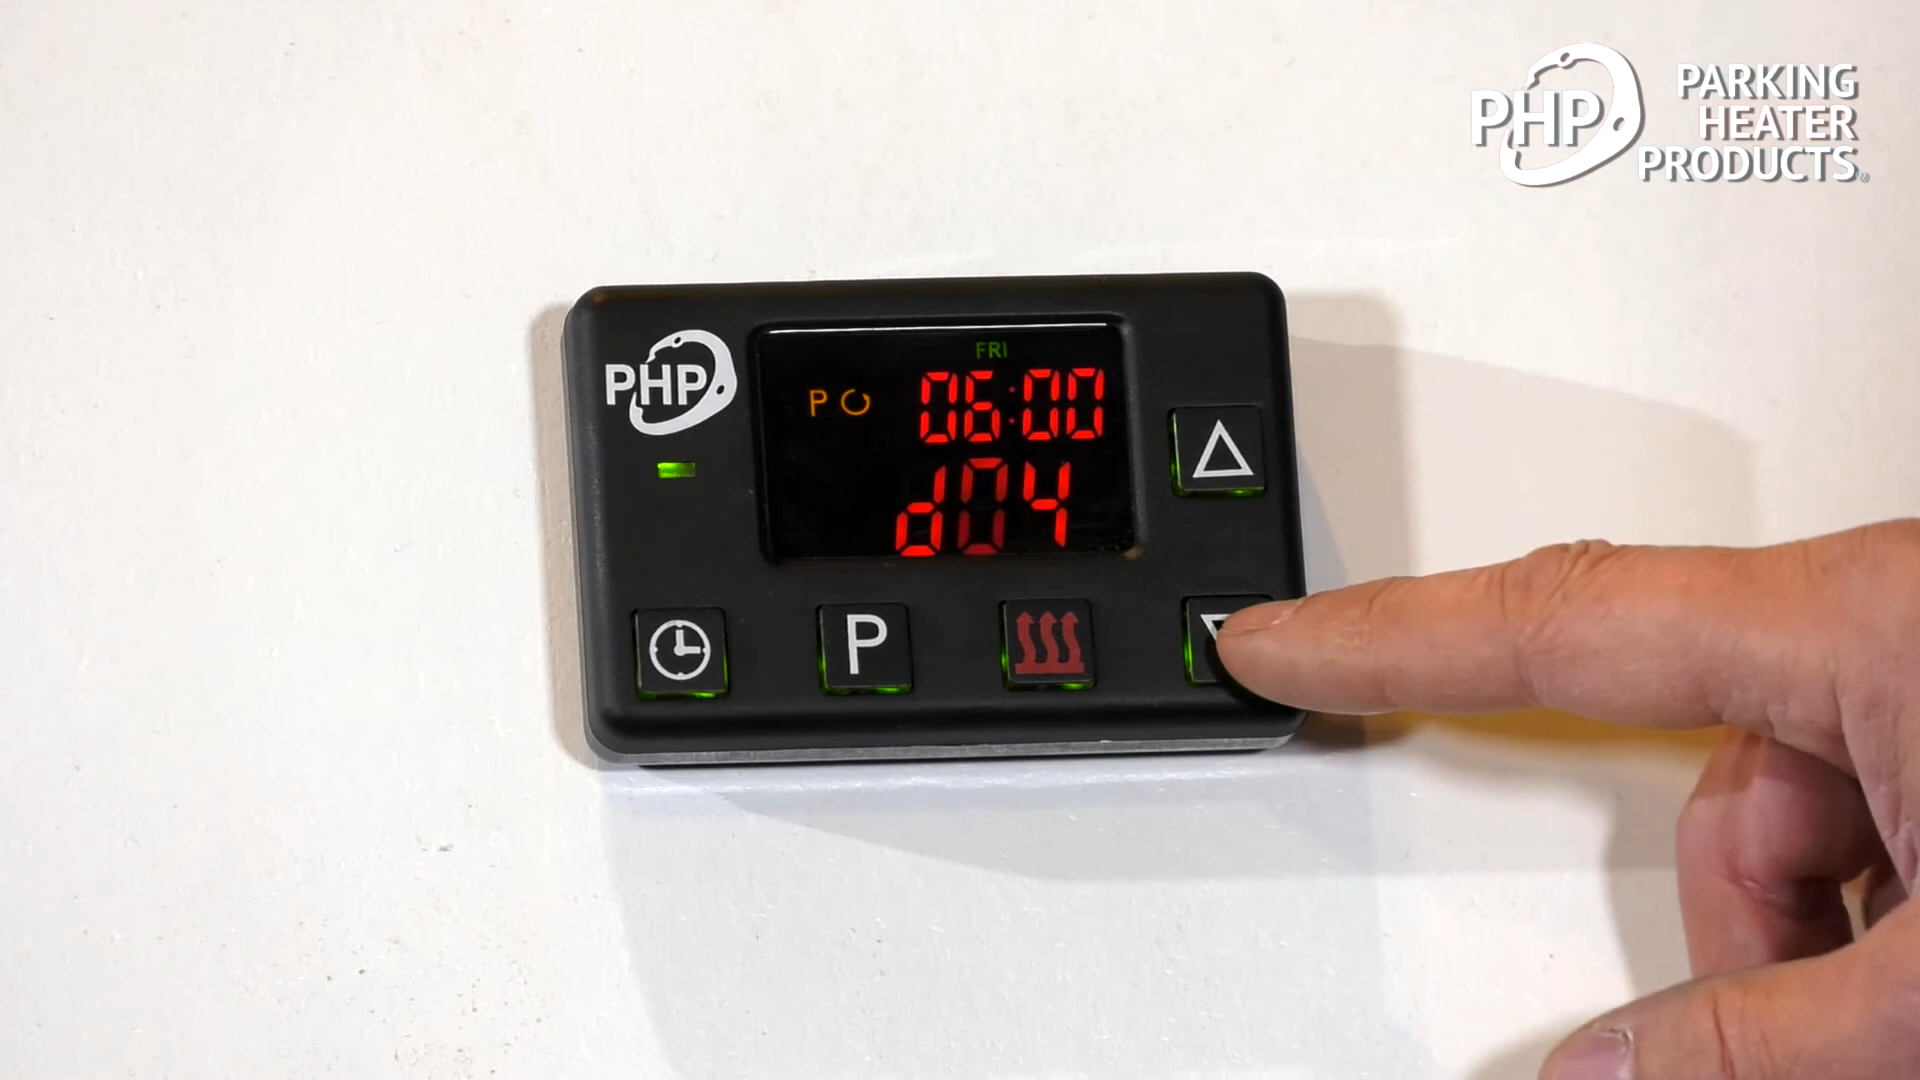 PHP
PARKING
HEATER
PRODUCTS
PHP
FRI
P
06:00
d04
P